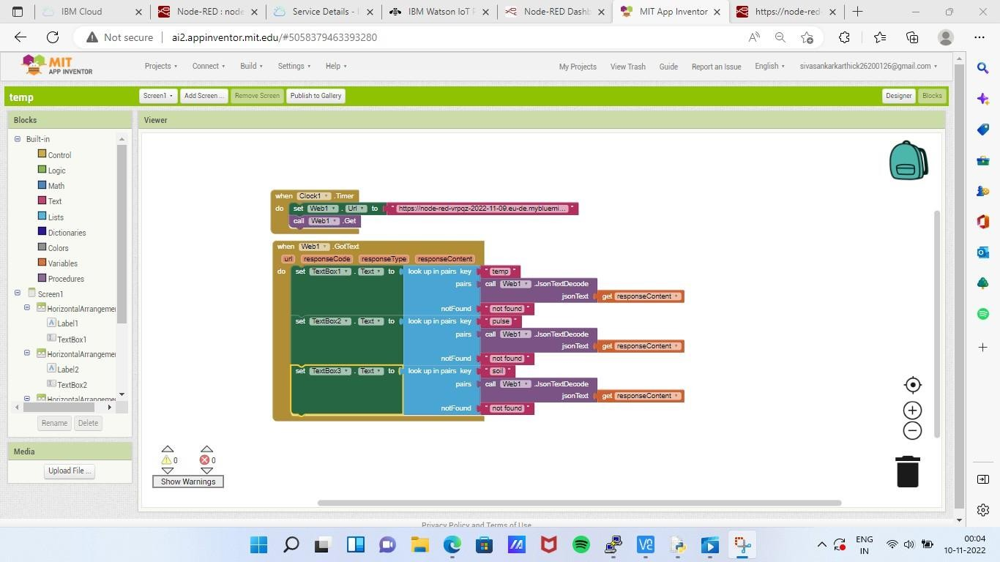 IBM Cloud
Node-RED : node
Service Details - I
IBM Watson IoT P
Node-RED Dashb
MIT App Inventor
https://node-red-
Not secure
ai2.appinventor.mit.edu/#5058379463393280
MIT
APP INVENTOR
Projects
Connect
Build
Settings
Help
My Projects
View Trash
Guide
Report an Issue
English
sivasankarkarthick26200126@gmail.com
temp
Screen1
Add Screen ...
Remove Screen
Publish to Gallery
Designer
Blocks
Blocks
Viewer
Built-in
Control
Logic
Math
Text
Lists
Dictionaries
Colors
Variables
Procedures
Screen1
HorizontalArrangemen
Label1
TextBox1
HorizontalArrangemen
Label2
TextBox2
HorizontalArrangemen
Rename
Delete
Media
Upload File ...
when Clock1 .Timer
do set Web1 . Url to " https://node-red-vrpqz-2022-11-09.eu-de.mybluemi... "
call Web1 .Get
when Web1 .GotText
url responseCode responseType responseContent
do set TextBox1 . Text to look up in pairs key " temp "
pairs call Web1 .JsonTextDecode
jsonText get responseContent
notFound " not found "
set TextBox2 . Text to look up in pairs key " pulse "
pairs call Web1 .JsonTextDecode
jsonText get responseContent
notFound " not found "
set TextBox3 . Text to look up in pairs key " soil "
pairs call Web1 .JsonTextDecode
jsonText get responseContent
notFound " not found "
0
0
Show Warnings
Privacy Policy and Terms of Use
ENG
IN
00:04
10-11-2022